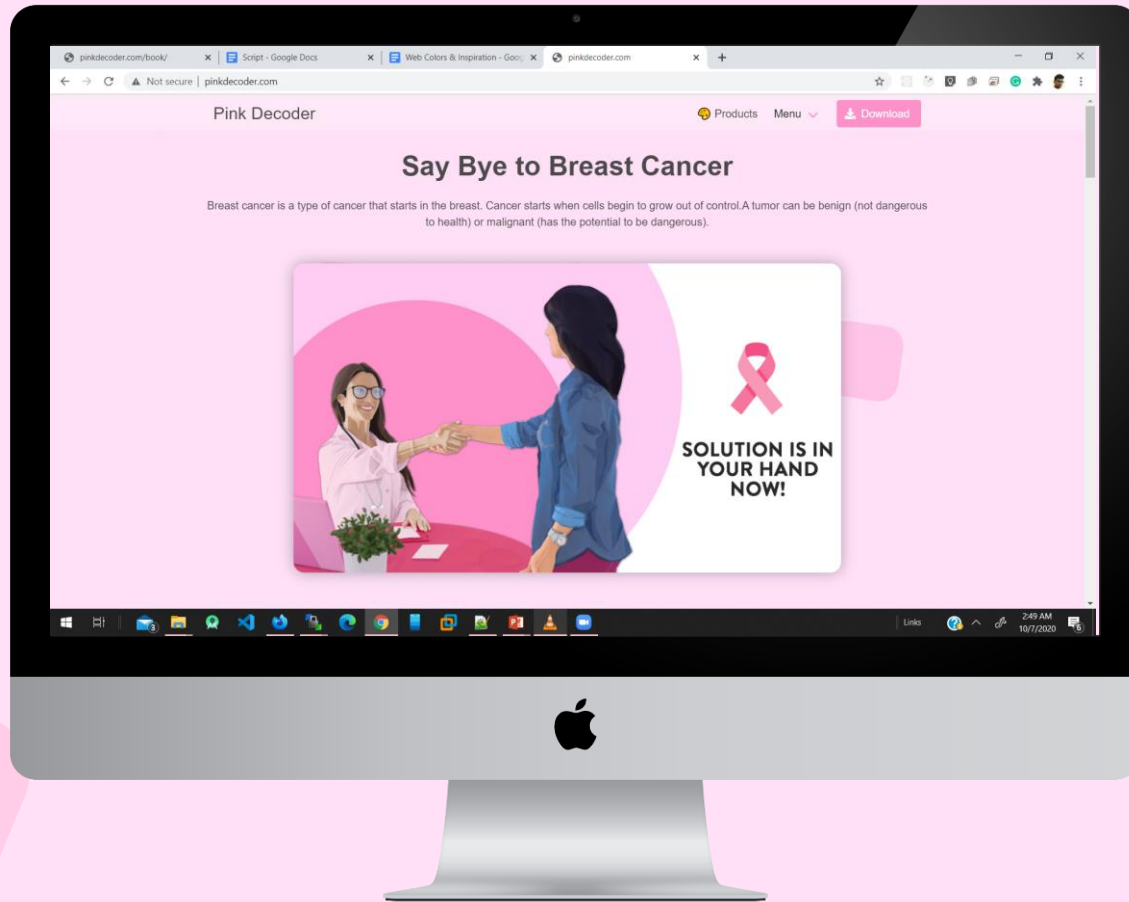 pinkdecoder.com/book/
Script - Google Docs
Web Colors & Inspiration - Goog
pinkdecoder.com
Not secure | pinkdecoder.com
Pink Decoder
Products
Menu
Download
Say Bye to Breast Cancer
Breast cancer is a type of cancer that starts in the breast. Cancer starts when cells begin to grow out of control.A tumor can be benign (not dangerous
to health) or malignant (has the potential to be dangerous).
SOLUTION IS IN
YOUR HAND
NOW!
3
Links
2:49 AM
10/7/2020
6